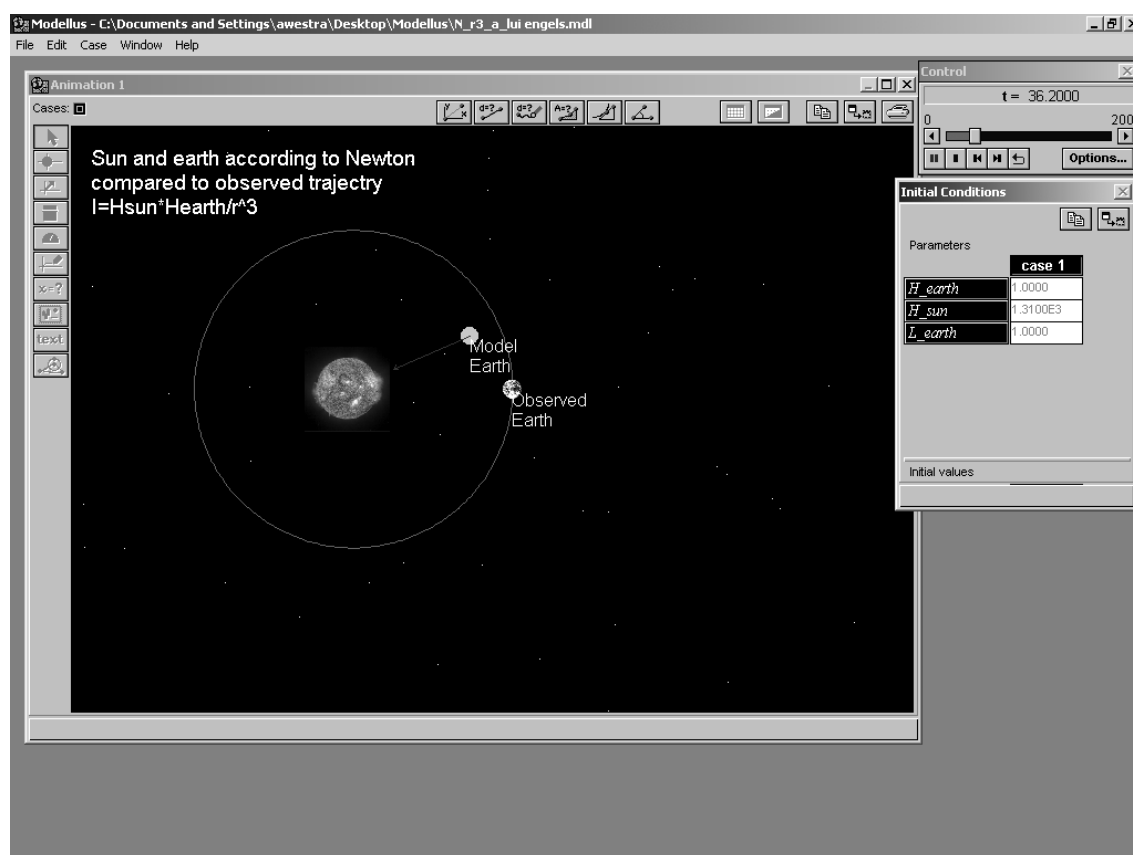 Modellus - C:\Documents and Settings\awestra\Desktop\Modellus\N_r3_a_lui engels.mdl
File Edit Case Window Help
Animation 1
Cases:
text
x=?
Sun and earth according to Newton
compared to observed trajectry
I=Hsun*Hearth/r^3
Model
Earth
Observed
Earth
Control
t = 36.2000
0 200
Options...
Initial Conditions
Parameters
case 1
H_earth 1.0000
H_sun 1.3100E3
L_earth 1.0000
Initial values